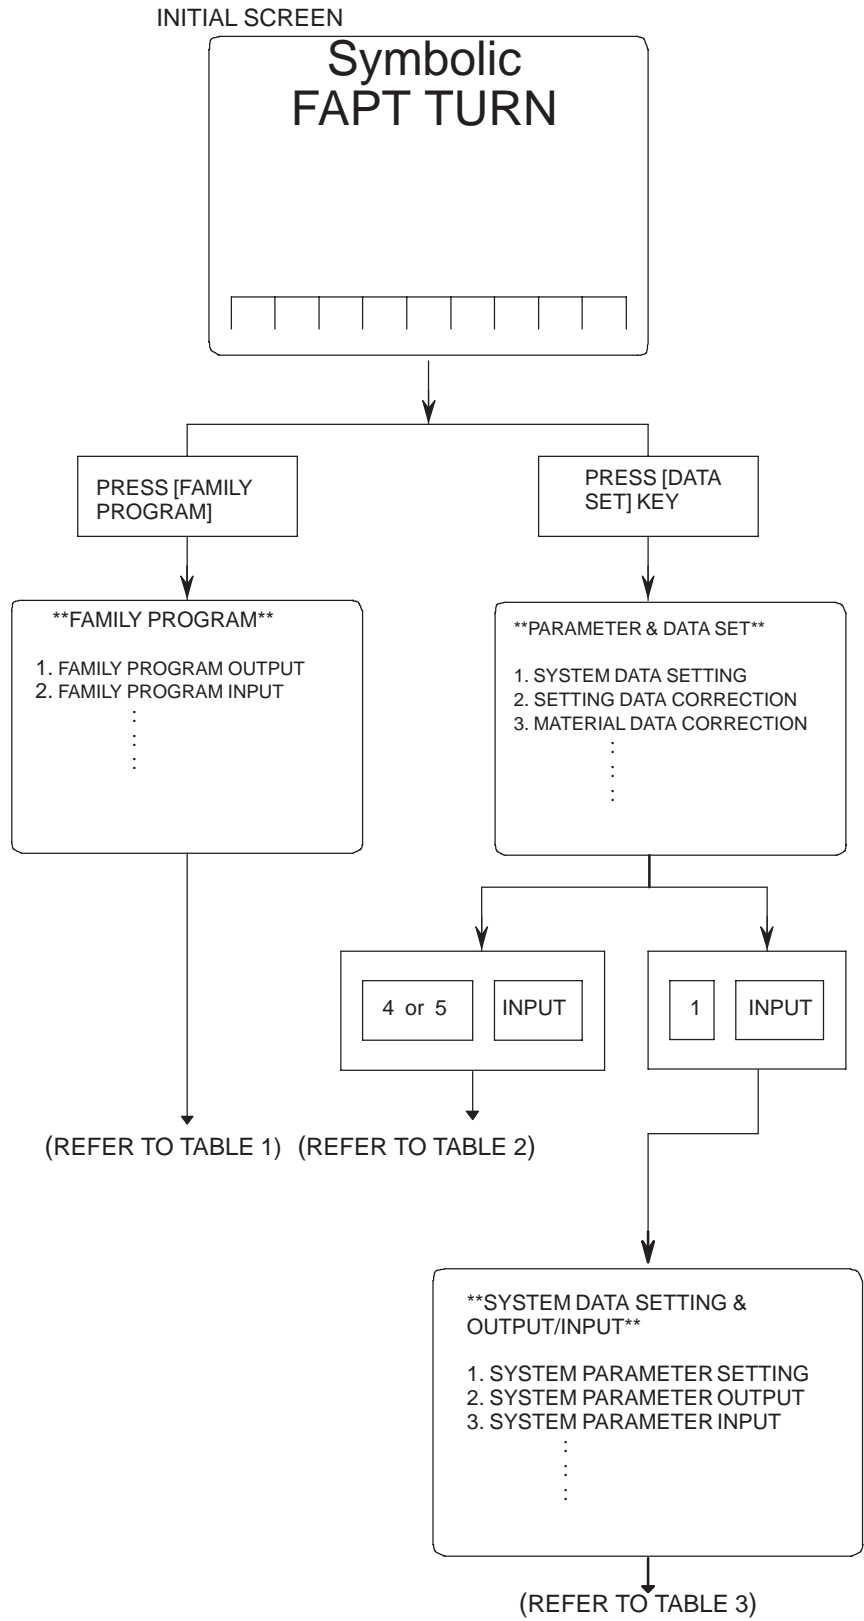 INITIAL SCREEN
Symbolic
FAPT TURN
PRESS [FAMILY
PROGRAM]
PRESS [DATA
SET] KEY
**FAMILY PROGRAM**
1. FAMILY PROGRAM OUTPUT
2. FAMILY PROGRAM INPUT
:
:
:
**PARAMETER & DATA SET**
1. SYSTEM DATA SETTING
2. SETTING DATA CORRECTION
3. MATERIAL DATA CORRECTION
:
:
:
4 or 5
INPUT
1
INPUT
(REFER TO TABLE 1)
(REFER TO TABLE 2)
**SYSTEM DATA SETTING &
OUTPUT/INPUT**
1. SYSTEM PARAMETER SETTING
2. SYSTEM PARAMETER OUTPUT
3. SYSTEM PARAMETER INPUT
:
:
:
(REFER TO TABLE 3)